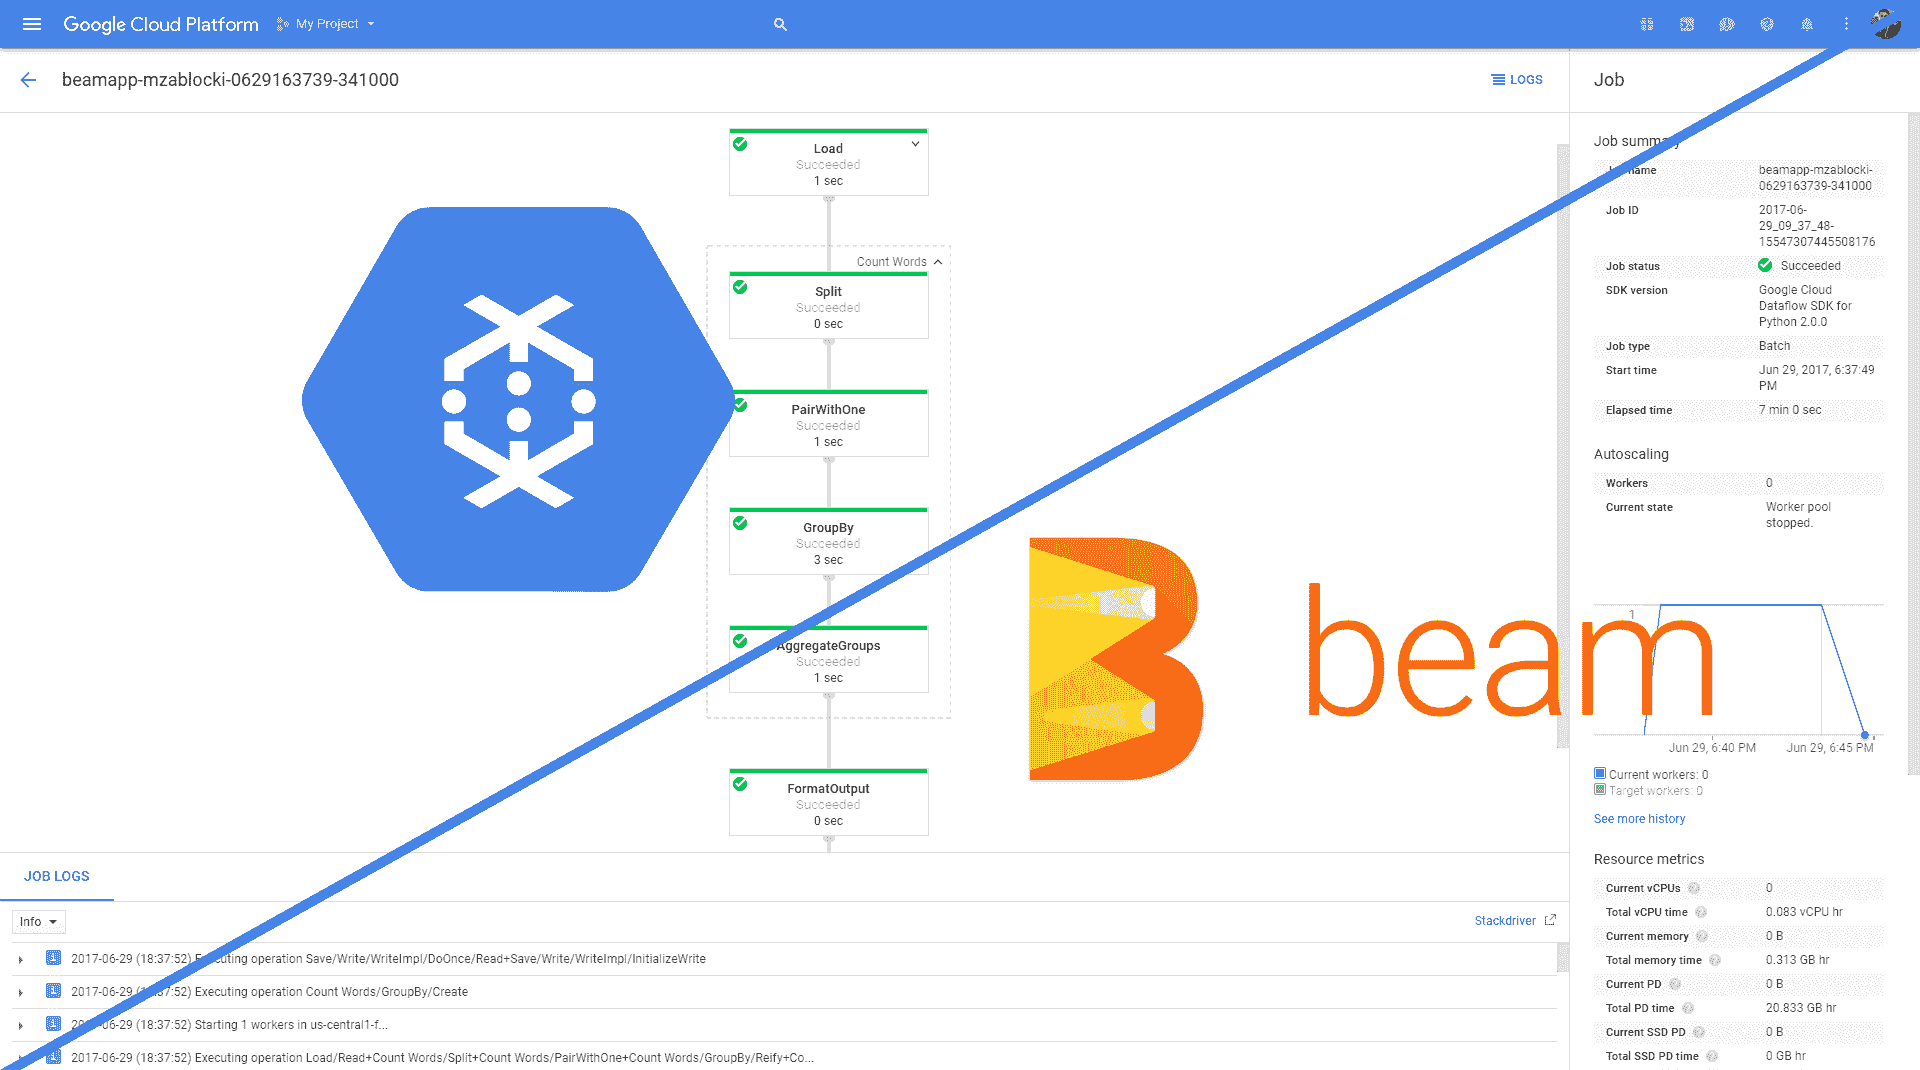 Google Cloud Platform My Project
beamapp-mzablocki-0629163739-341000
LOGS
Load
Succeeded
1 sec
Count Words
Split
Succeeded
0 sec
PairWithOne
Succeeded
1 sec
GroupBy
Succeeded
3 sec
AggregateGroups
Succeeded
1 sec
FormatOutput
Succeeded
0 sec
beam
Job
Job summary
Job name beamapp-mzablocki-
0629163739-341000
Job ID 2017-06-
29_09_37_48-
15547307445508176
Job status Succeeded
SDK version Google Cloud
Dataflow SDK for
Python 2.0.0
Job type Batch
Start time Jun 29, 2017, 6:37:49
PM
Elapsed time 7 min 0 sec
Autoscaling
Workers 0
Current state Worker pool
stopped.
1
Jun 29, 6:40 PM Jun 29, 6:45 PM
Current workers: 0
Target workers: 0
See more history
Resource metrics
Current vCPUs 0
Total vCPU time 0.083 vCPU hr
Current memory 0 B
Total memory time 0.313 GB hr
Current PD 0 B
Total PD time 20.833 GB hr
Current SSD PD 0 B
Total SSD PD time 0 GB hr
JOB LOGS
Info
Stackdriver
2017-06-29 (18:37:52) Executing operation Save/Write/WriteImpl/DoOnce/Read+Save/Write/WriteImpl/InitializeWrite
2017-06-29 (18:37:52) Executing operation Count Words/GroupBy/Create
2017-06-29 (18:37:52) Starting 1 workers in us-central1-f...
2017-06-29 (18:37:52) Executing operation Load/Read+Count Words/Split+Count Words/PairWithOne+Count Words/GroupBy/Reify+Co...